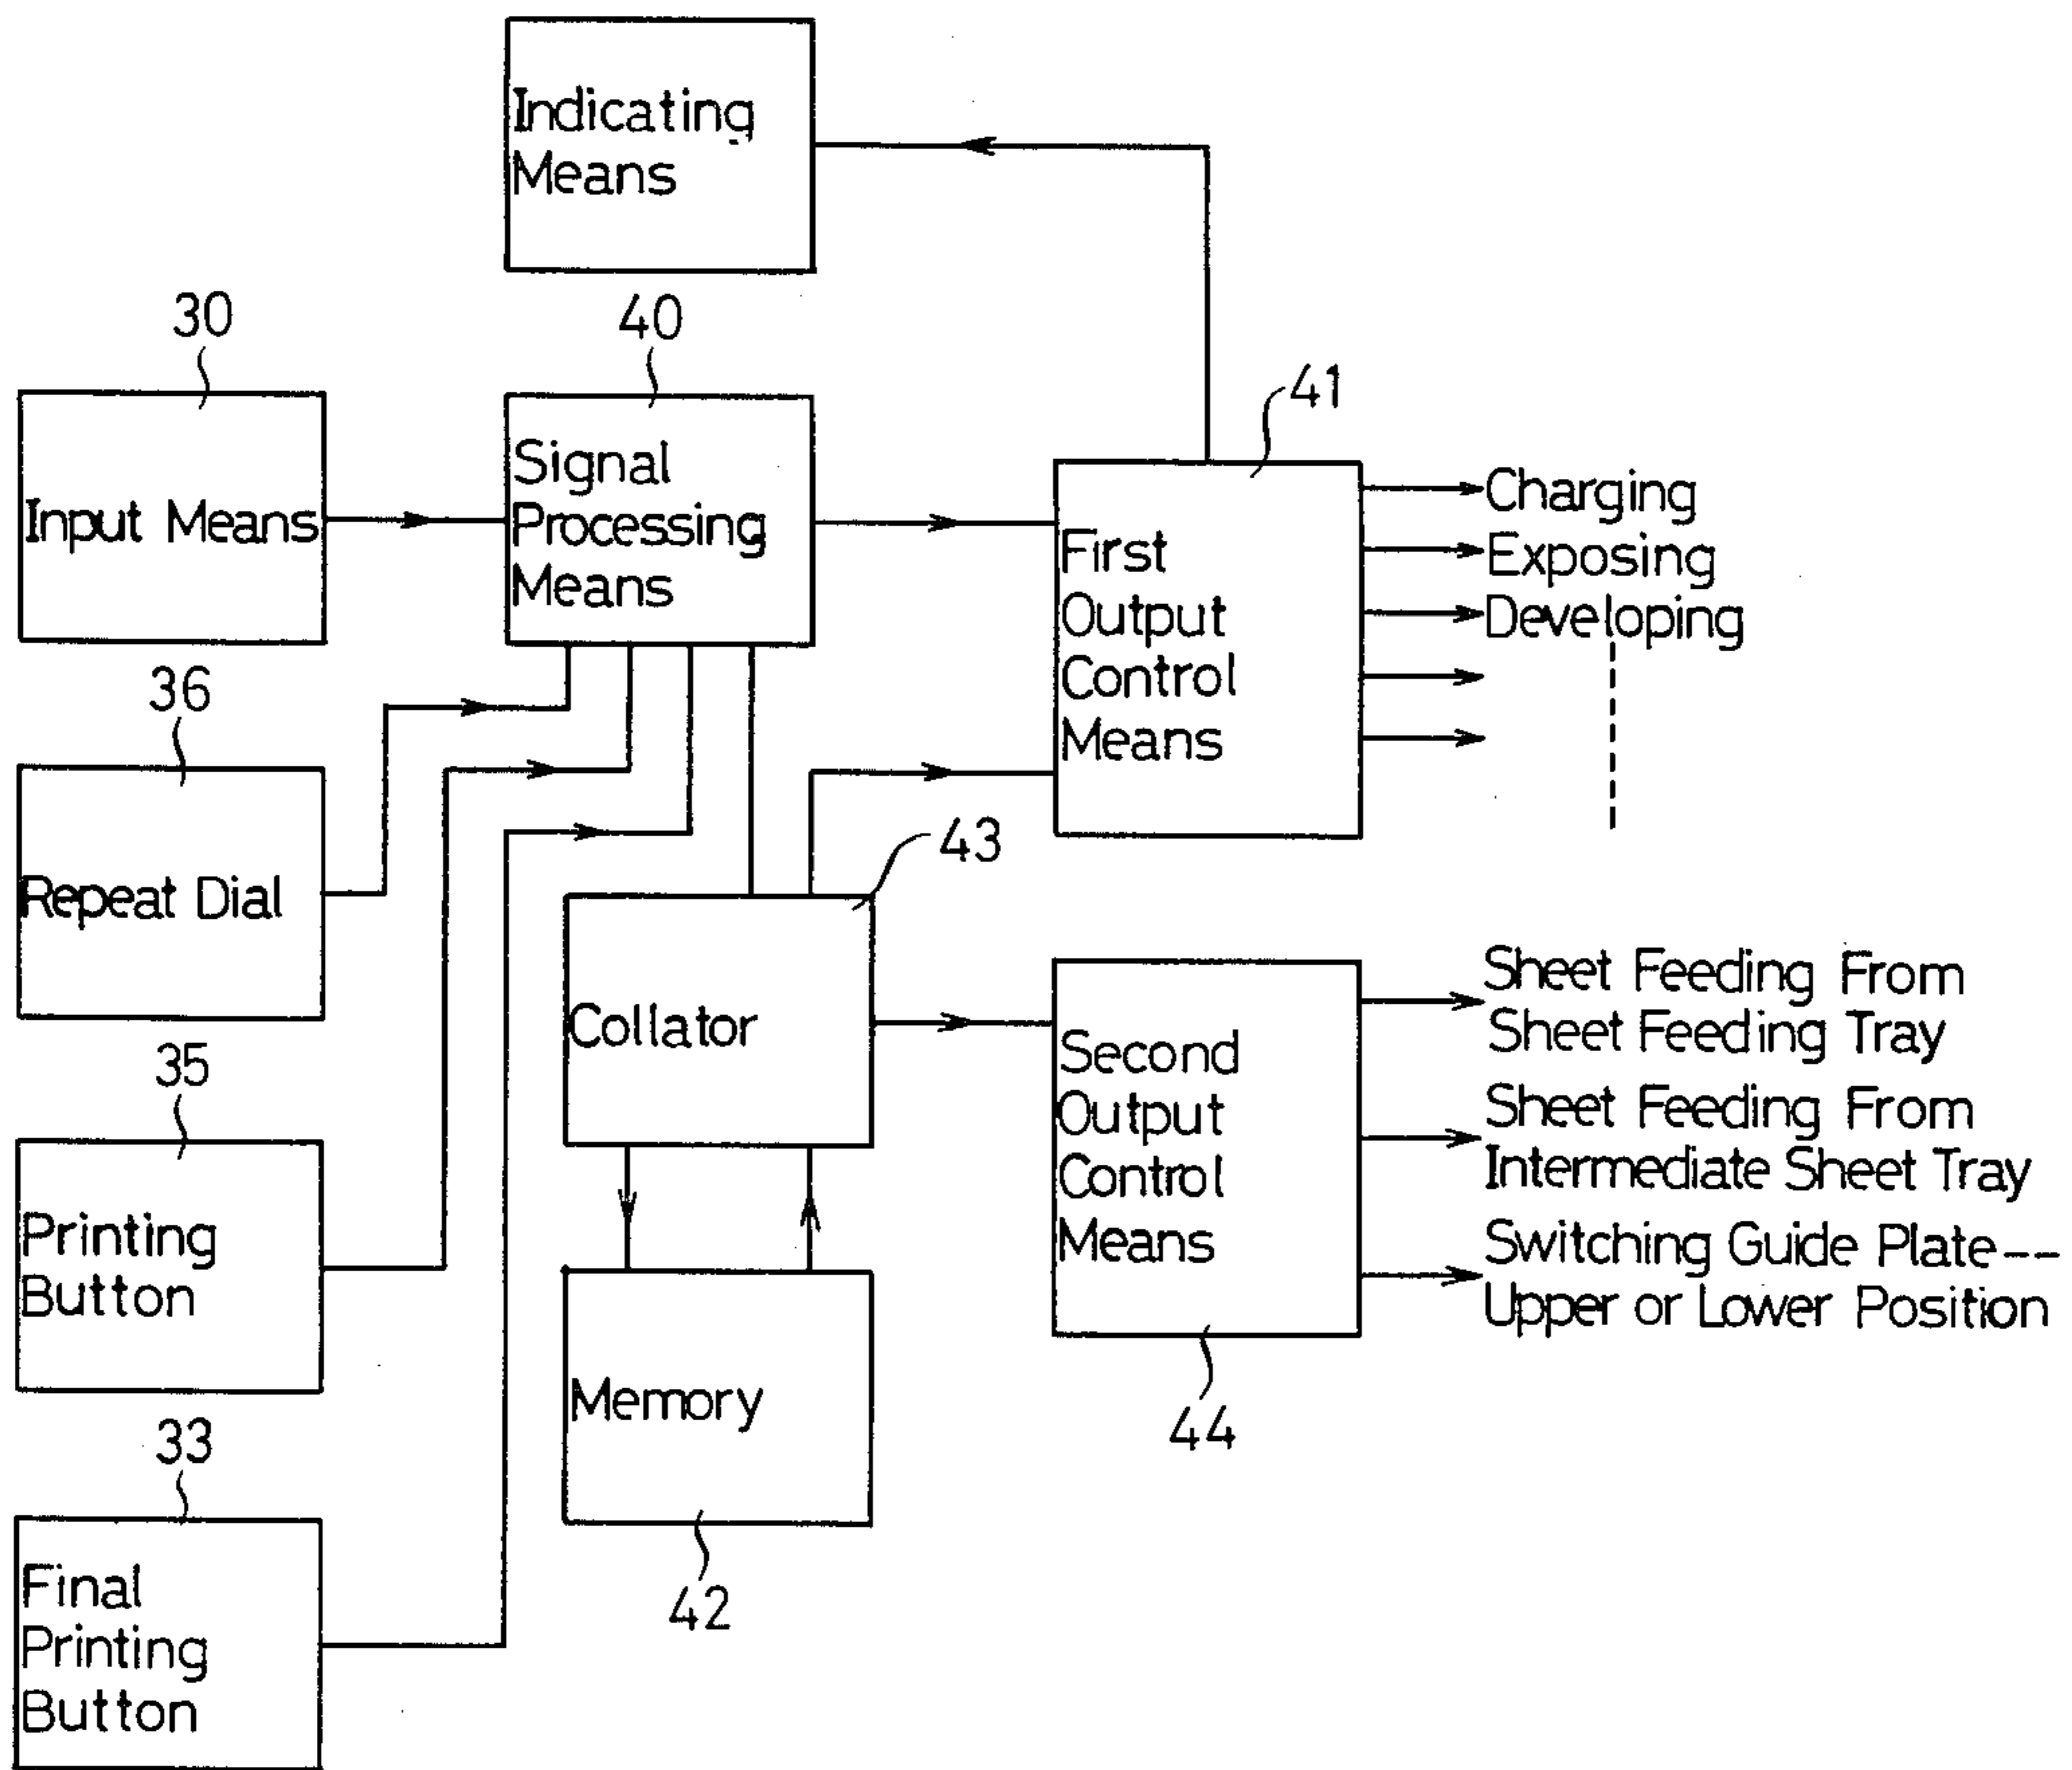 Indicating
Means
30
40
41
Input Means
Signal
Processing
Means
First
Output
Control
Means
Charging
Exposing
Developing
36
Repeat Dial
43
Collator
Second
Output
Control
Means
Sheet Feeding From
Sheet Feeding Tray
Sheet Feeding From
Intermediate Sheet Tray
Switching Guide Plate--
Upper or Lower Position
35
Printing
Button
Memory
44
33
42
Final
Printing
Button